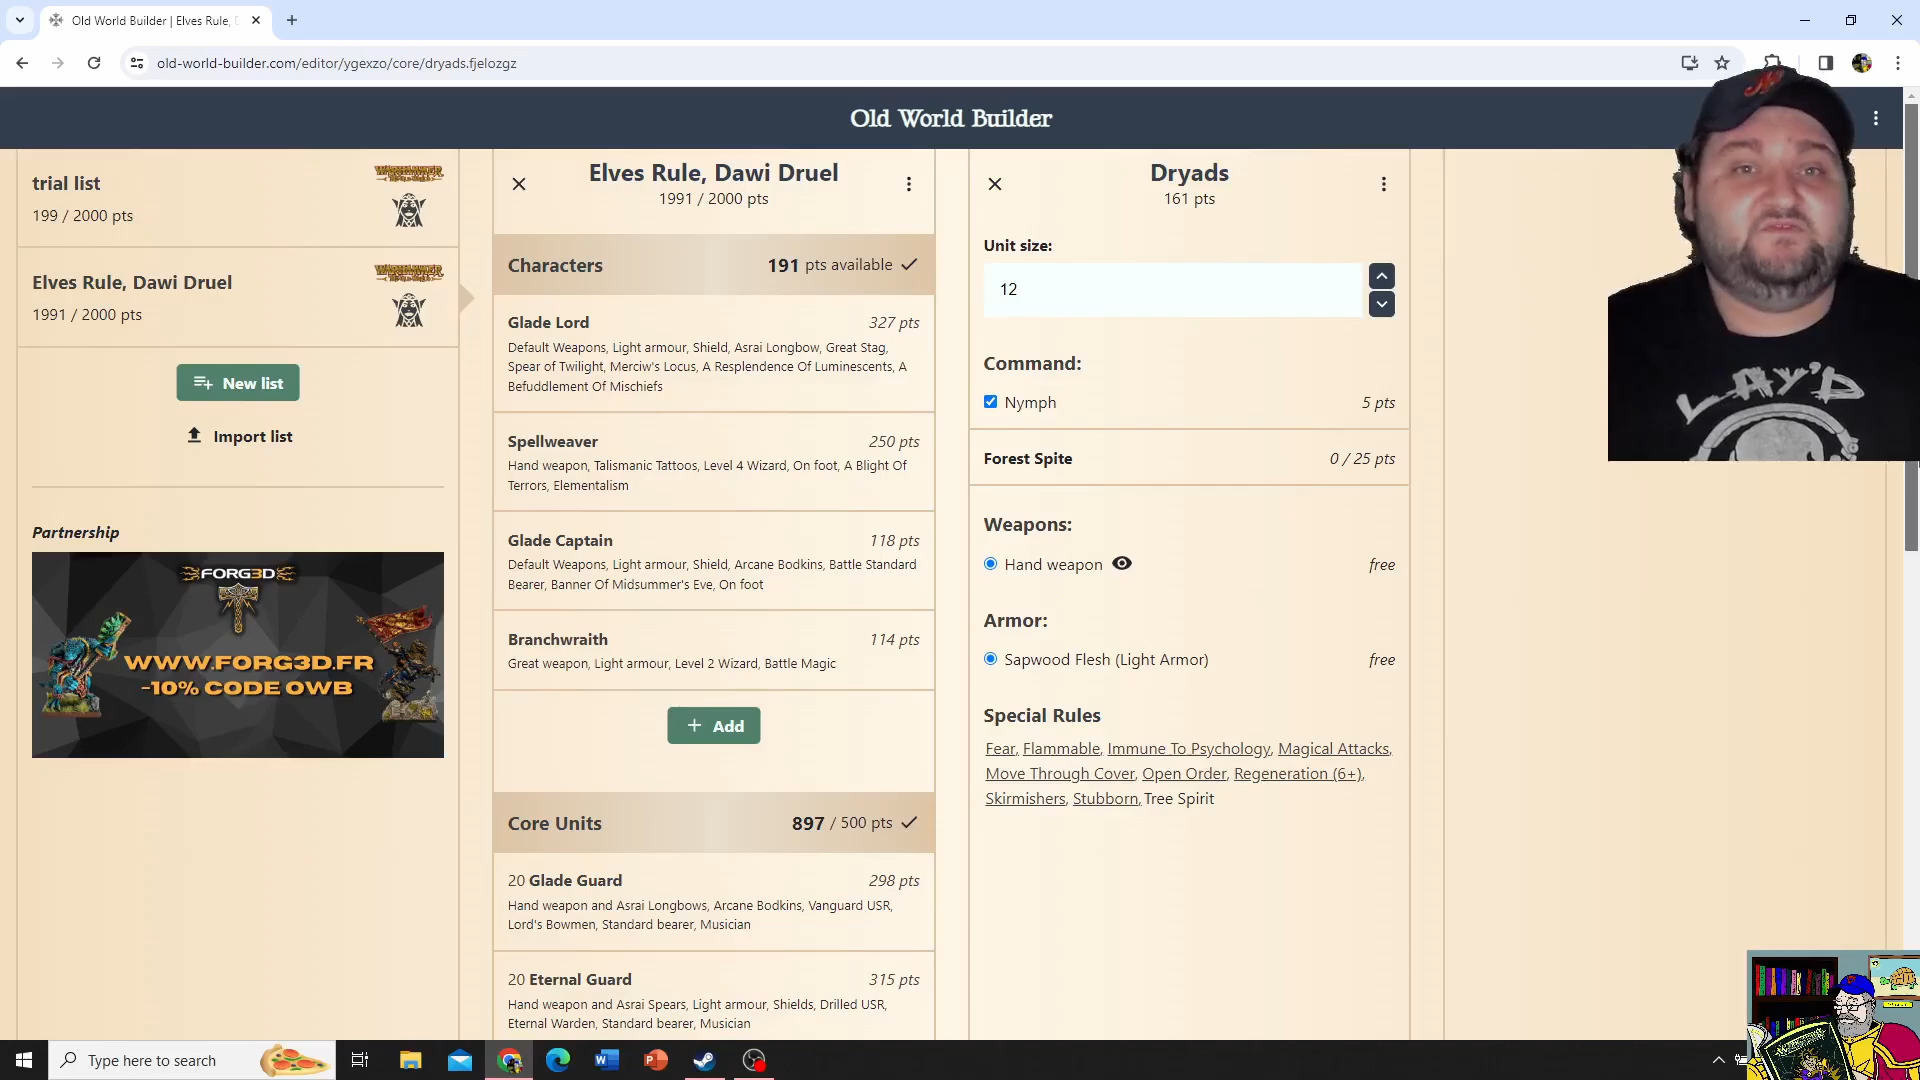 Old World Builder | Elves Rule, D
old-world-builder.com/editor/ygexzo/core/dryads.fjelozgz
Old World Builder
trial list
199 / 2000 pts
Elves Rule, Dawi Druel
1991 / 2000 pts
New list
Import list
Partnership
FORG3D
WWW.FORG3D.FR
-10% CODE OWB
Elves Rule, Dawi Druel
1991 / 2000 pts
Characters 191 pts available
Glade Lord 327 pts
Default Weapons, Light armour, Shield, Asrai Longbow, Great Stag,
Spear of Twilight, Merciw's Locus, A Resplendence Of Luminescents, A
Befuddlement Of Mischiefs
Spellweaver 250 pts
Hand weapon, Talismanic Tattoos, Level 4 Wizard, On foot, A Blight Of
Terrors, Elementalism
Glade Captain 118 pts
Default Weapons, Light armour, Shield, Arcane Bodkins, Battle Standard
Bearer, Banner Of Midsummer's Eve, On foot
Branchwraith 114 pts
Great weapon, Light armour, Level 2 Wizard, Battle Magic
Add
Core Units 897 / 500 pts
20 Glade Guard 298 pts
Hand weapon and Asrai Longbows, Arcane Bodkins, Vanguard USR,
Lord's Bowmen, Standard bearer, Musician
20 Eternal Guard 315 pts
Hand weapon and Asrai Spears, Light armour, Shields, Drilled USR,
Eternal Warden, Standard bearer, Musician
Dryads
161 pts
Unit size:
12
Command:
Nymph 5 pts
Forest Spite 0 / 25 pts
Weapons:
Hand weapon free
Armor:
Sapwood Flesh (Light Armor) free
Special Rules
Fear, Flammable, Immune To Psychology, Magical Attacks,
Move Through Cover, Open Order, Regeneration (6+),
Skirmishers, Stubborn, Tree Spirit
LAY'D
Type here to search